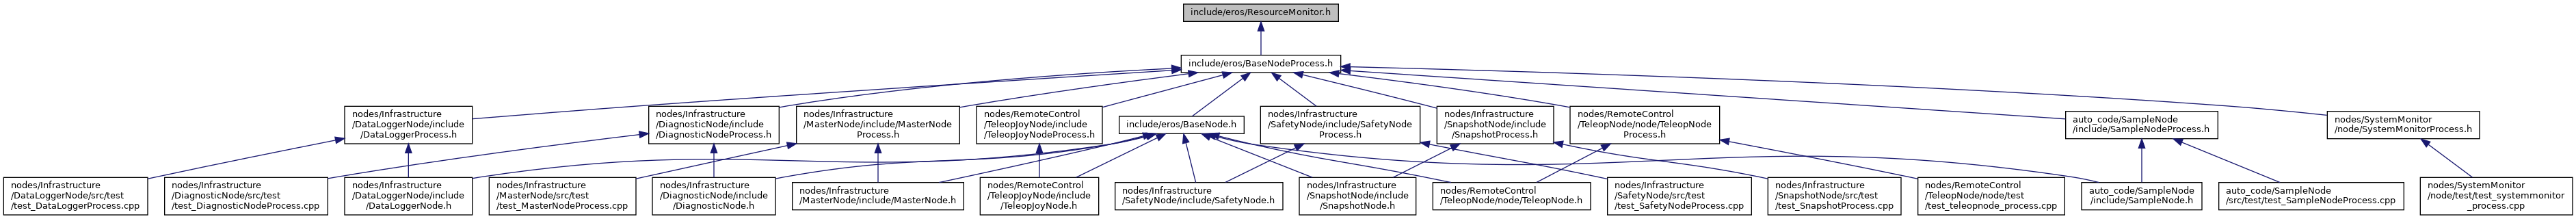 include/eros/ResourceMonitor.h
include/eros/BaseNodeProcess.h
nodes/Infrastructure
/DataLoggerNode/include
/DataLoggerProcess.h
nodes/Infrastructure
/DiagnosticNode/include
/DiagnosticNodeProcess.h
nodes/Infrastructure
/MasterNode/include/MasterNode
Process.h
nodes/RemoteControl
/TeleopJoyNode/include
/TeleopJoyNodeProcess.h
include/eros/BaseNode.h
nodes/Infrastructure
/SafetyNode/include/SafetyNode
Process.h
nodes/Infrastructure
/SnapshotNode/include
/SnapshotProcess.h
nodes/RemoteControl
/TeleopNode/node/TeleopNode
Process.h
auto_code/SampleNode
/include/SampleNodeProcess.h
nodes/SystemMonitor
/node/SystemMonitorProcess.h
nodes/Infrastructure
/DataLoggerNode/src/test
/test_DataLoggerProcess.cpp
nodes/Infrastructure
/DiagnosticNode/src/test
/test_DiagnosticNodeProcess.cpp
nodes/Infrastructure
/DataLoggerNode/include
/DataLoggerNode.h
nodes/Infrastructure
/MasterNode/src/test
/test_MasterNodeProcess.cpp
nodes/Infrastructure
/DiagnosticNode/include
/DiagnosticNode.h
nodes/Infrastructure
/MasterNode/include/MasterNode.h
nodes/RemoteControl
/TeleopJoyNode/include
/TeleopJoyNode.h
nodes/Infrastructure
/SafetyNode/include/SafetyNode.h
nodes/Infrastructure
/SnapshotNode/include
/SnapshotNode.h
nodes/RemoteControl
/TeleopNode/node/TeleopNode.h
nodes/Infrastructure
/SafetyNode/src/test
/test_SafetyNodeProcess.cpp
nodes/Infrastructure
/SnapshotNode/src/test
/test_SnapshotProcess.cpp
nodes/RemoteControl
/TeleopNode/node/test
/test_teleopnode_process.cpp
auto_code/SampleNode
/include/SampleNode.h
auto_code/SampleNode
/src/test/test_SampleNodeProcess.cpp
nodes/SystemMonitor
/node/test/test_systemmonitor
_process.cpp